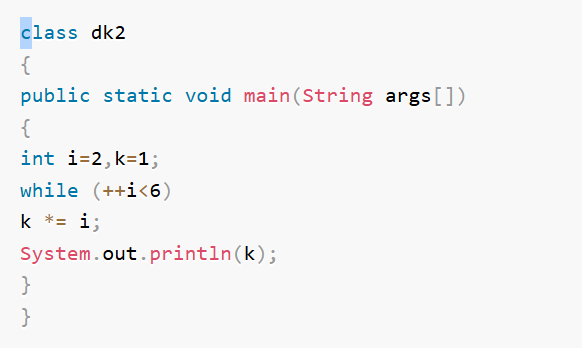 class dk2
{
public static void main(String args[])
{
int i=2,k=1;
while (++i<6)
k *= i;
System.out.println(k);
}
}